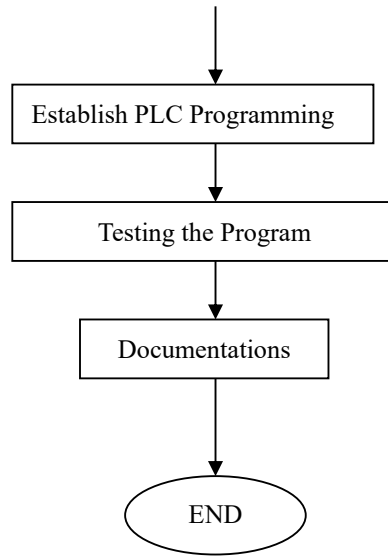 Establish PLC Programming
Testing the Program
Documentations
END